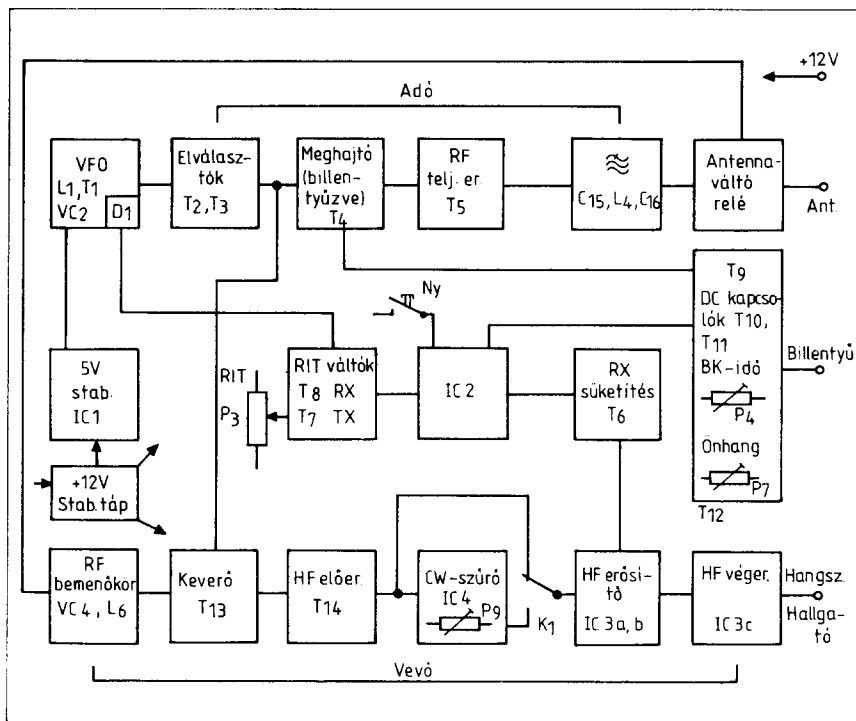 +12V
Adó
VFO
L1,T1
VC2
D1
Elválasz-
tók
T2,T3
Meghajtó
(billen-
tyűzve)
T4
RF
telj. er.
T5
C15, L4, C16
Antenna-
váltó
relé
Ant.
5V
stab.
IC1
+12V
Stab.táp
RIT
P3
RIT váltók
T8 RX
T7 TX
Ny
IC2
RX
süketítés
T6
T9
DC kapcso-
lók T10,
T11
BK-idő
P4
Önhang
P7
T12
Billentyű
RF
bemenőkör
VC4, L6
Keverő
T13
HF előer.
T14
CW-szűrő
IC4
P9
K1
HF erősí-
tő
IC3a, b
HF véger.
IC3c
Hangsz.
Hallga-
tó
Vevő